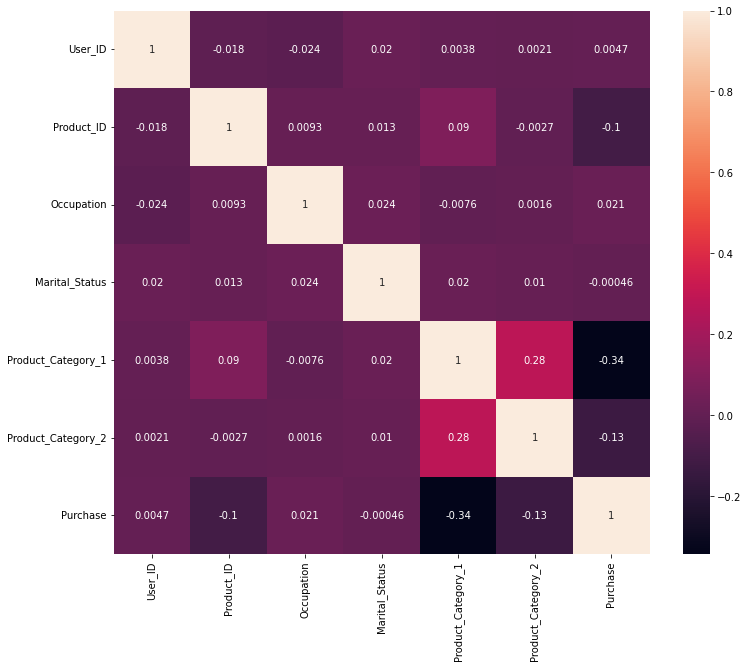 User_ID 1 -0.018 -0.024 0.02 0.0038 0.0021 0.0047
Product_ID -0.018 1 0.0093 0.013 0.09 -0.0027 -0.1
Occupation -0.024 0.0093 1 0.024 -0.0076 0.0016 0.021
Marital_Status 0.02 0.013 0.024 1 0.02 0.01 -0.00046
Product_Category_1 0.0038 0.09 -0.0076 0.02 1 0.28 -0.34
Product_Category_2 0.0021 -0.0027 0.0016 0.01 0.28 1 -0.13
Purchase 0.0047 -0.1 0.021 -0.00046 -0.34 -0.13 1
User_ID
Product_ID
Occupation
Marital_Status
Product_Category_1
Product_Category_2
Purchase
1.0
0.8
0.6
0.4
0.2
0.0
−0.2